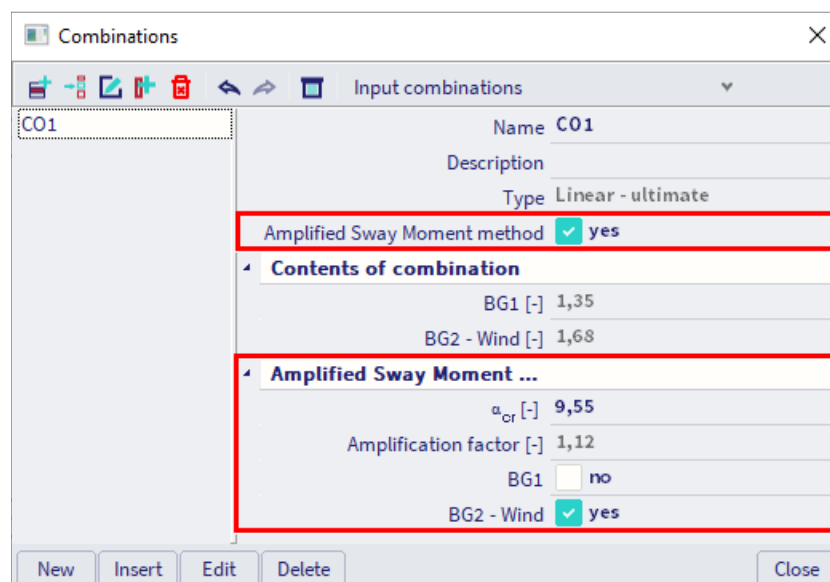 Combinations
Input combinations
CO1
Name CO1
Description
Type Linear - ultimate
Amplified Sway Moment method yes
Contents of combination
BG1 [-] 1,35
BG2 - Wind [-] 1,68
Amplified Sway Moment ...
αcr [-] 9,55
Amplification factor [-] 1,12
BG1 no
BG2 - Wind yes
New Insert Edit Delete Close